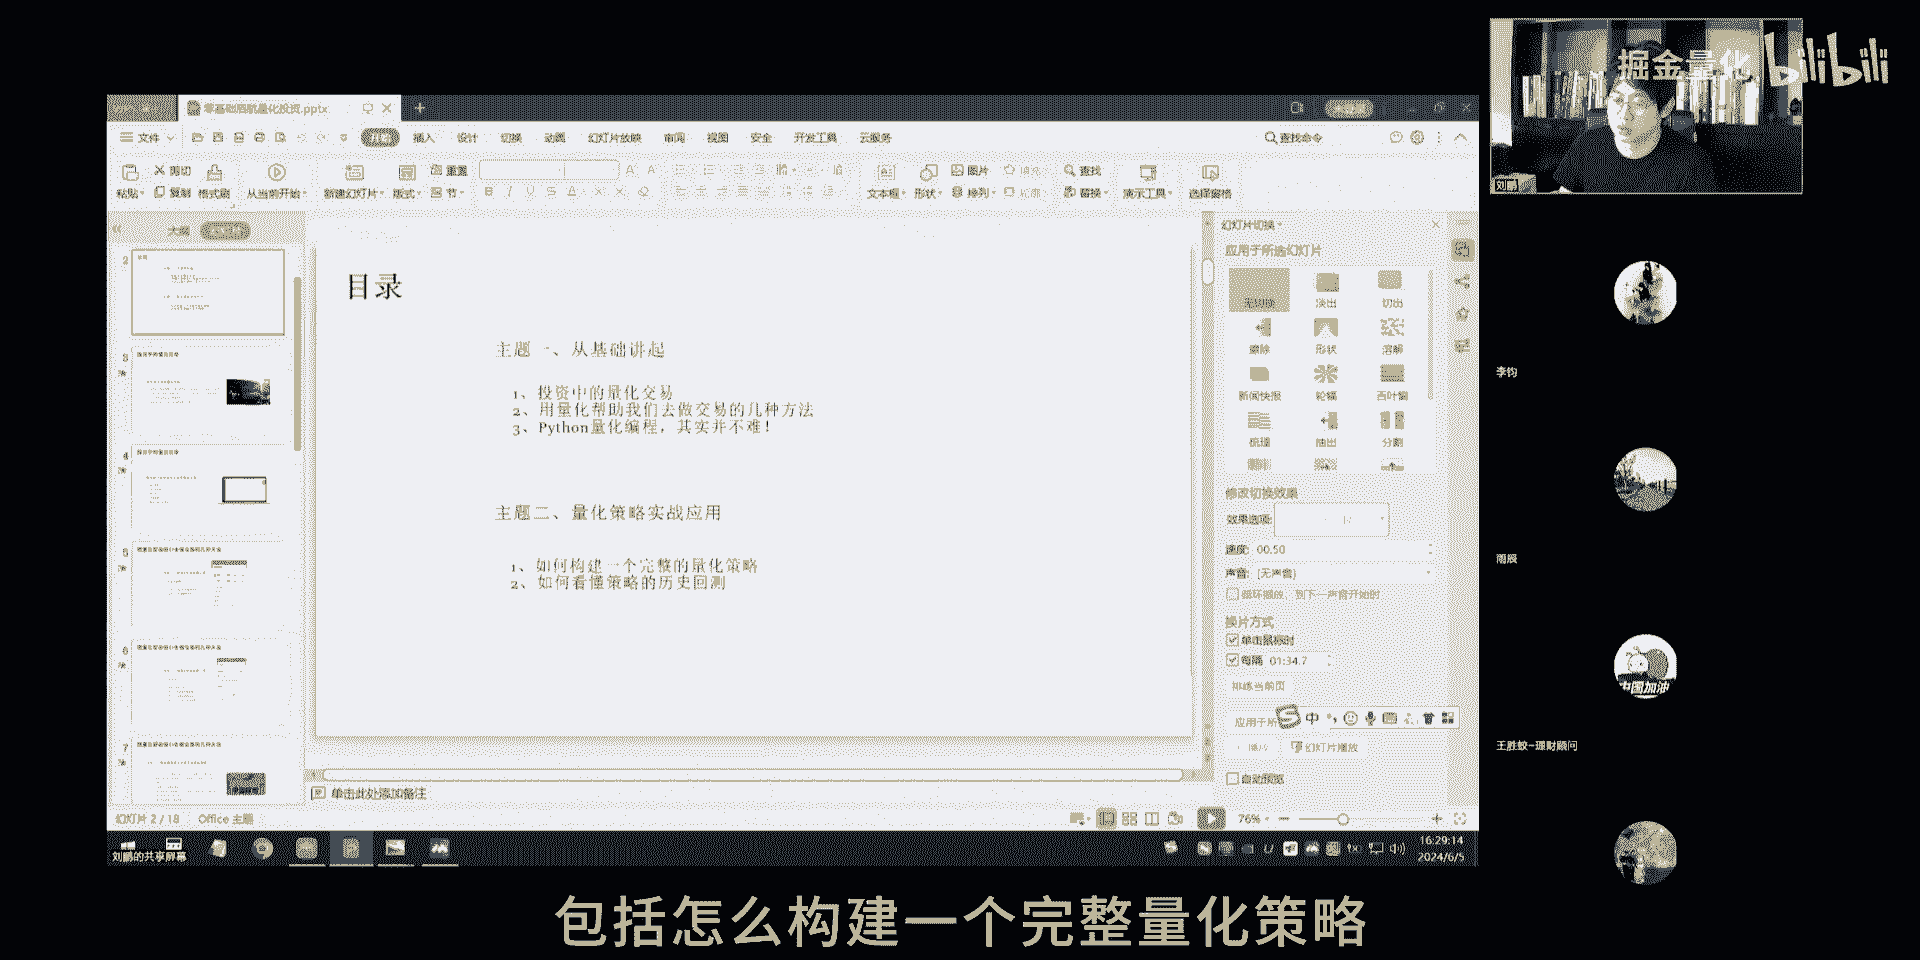 掘金量化 bilibili
零基础启航量化投资.pptx
文件 插入 设计 切换 动画 幻灯片放映 审阅 视图 安全 开发工具 云服务 查找命令
粘贴 剪切 复制 格式刷 从当前开始 新建幻灯片 版式 重置 节 文本框 形状 图片 排列 填充 轮廓 查找 替换 演示工具 选择窗格
刘鹏
大纲
幻灯片切换
应用于所选幻灯片
无切换 淡出 切出
擦除 形状 溶解
新闻快报 轮辐 百叶窗
梳理 抽出 分割
目录
主题一、从基础讲起
1、投资中的量化交易
2、用量化帮助我们去做交易的几种方法
3、Python量化编程，其实并不难！
主题二、量化策略实战应用
1、如何构建一个完整的量化策略
2、如何看懂策略的历史回测
修改切换效果
效果选项:
速度: 00.50
声音: [无声音]
循环播放，到下一声音开始时
换片方式
单击鼠标时
每隔 01:34.7
排练当前页
应用于所
中
幻灯片播放
自动预览
单击此处添加备注
幻灯片 2 / 18 Office 主题
76%
刘鹏的共享屏幕
16:29:14
2024/6/5
李钧
王胜蛟-理财顾问
中国加油
包括怎么构建一个完整量化策略